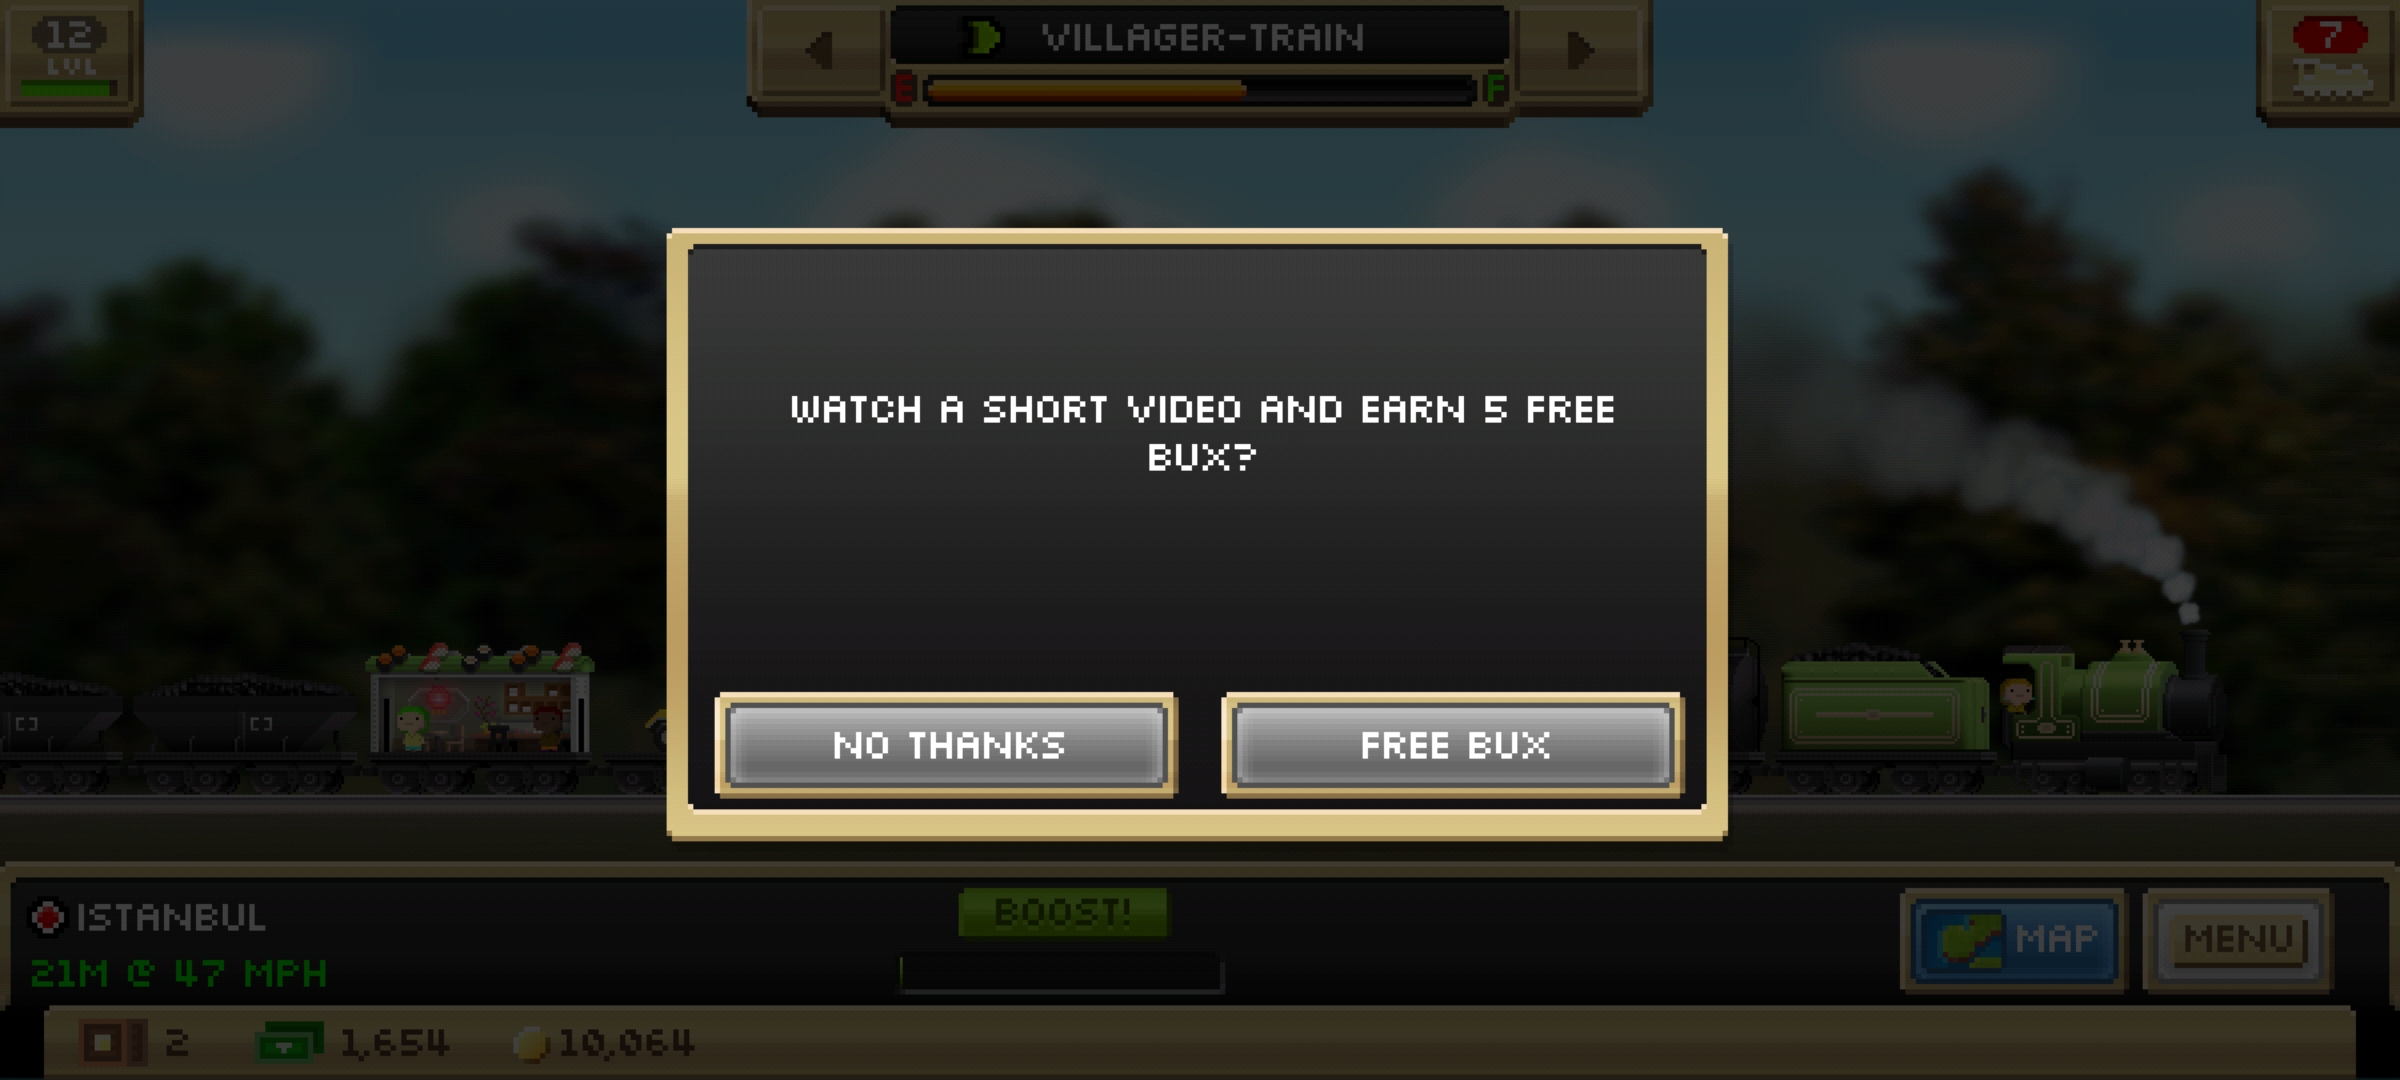 12
LVL
VILLAGER-TRAIN
E F
7
WATCH A SHORT VIDEO AND EARN 5 FREE
BUX?
NO THANKS
FREE BUX
ISTANBUL
21M @ 47 MPH
BOOST!
MAP
MENU
2
1,654
10,064